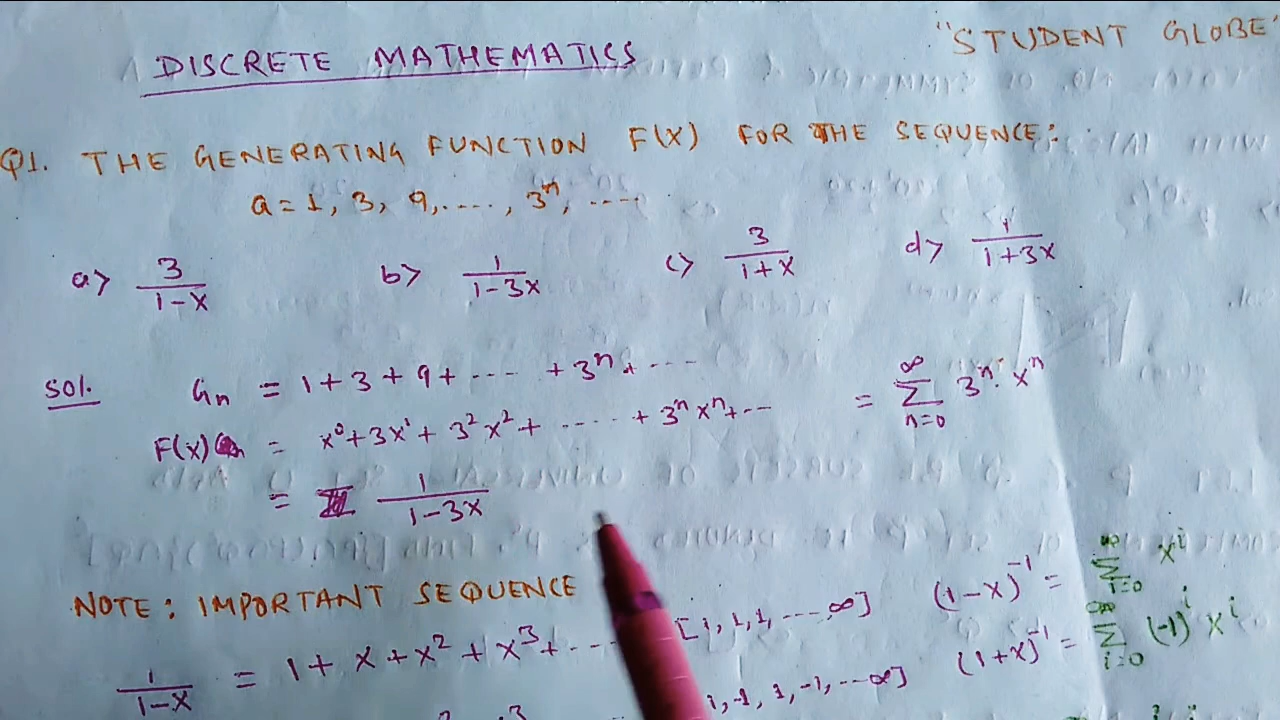 DISCRETE MATHEMATICS
"STUDENT GLOBE"
Q1. THE GENERATING FUNCTION F(X) FOR THE SEQUENCE:
a = 1, 3, 9, ...., 3ⁿ, ....
a> 3/(1-x) b> 1/(1-3x) c> 3/(1+x) d> 1/(1+3x)
Sol. Gₙ = 1 + 3 + 9 + .... + 3ⁿ + ...
F(x) = x⁰ + 3x¹ + 3²x² + ..... + 3ⁿxⁿ + ... = ∑_{n=0}^{∞} 3ⁿ. xⁿ
= 1/(1-3x)
NOTE: IMPORTANT SEQUENCE
1/(1-x) = 1 + x + x² + x³ + ... [1, 1, 1, ..., ∞] (1-x)⁻¹ = ∑_{i=0}^{∞} xⁱ
1, -1, 1, -1, ... ∞] (1+x)⁻¹ = ∑_{i=0}^{∞} (-1)ⁱ xⁱ